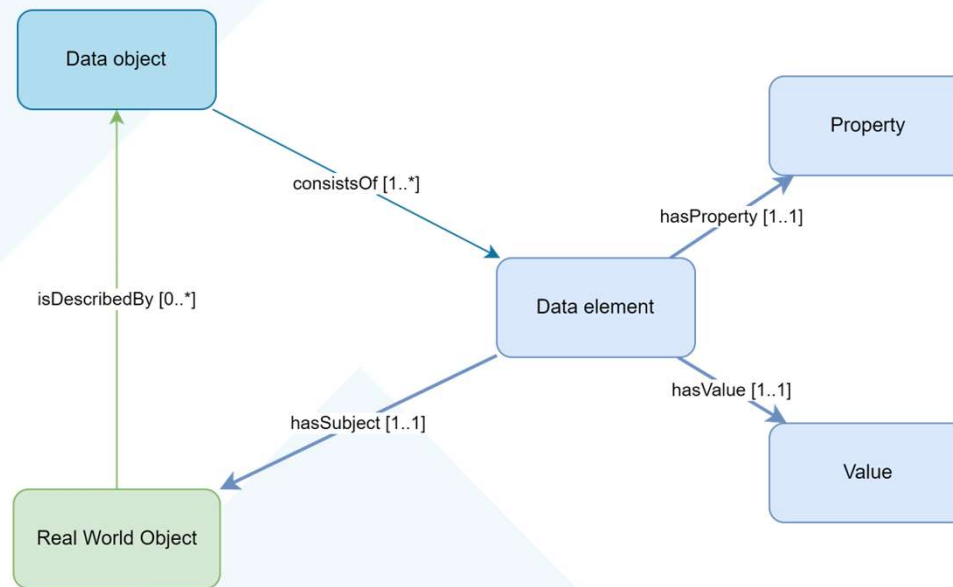 Data object
Property
consistsOf [1..*]
hasProperty [1..1]
isDescribedBy [0..*]
Data element
hasValue [1..1]
hasSubject [1..1]
Value
Real World Object